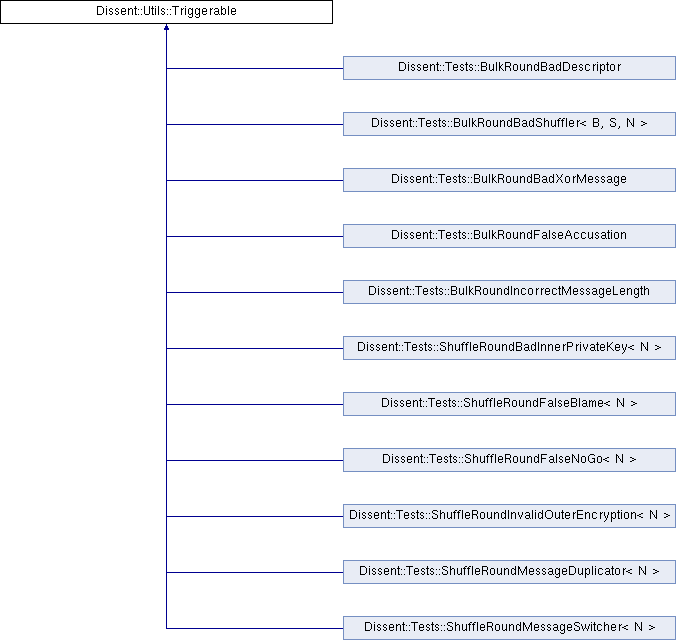 Dissent::Utils::Triggerable
Dissent::Tests::BulkRoundBadDescriptor
Dissent::Tests::BulkRoundBadShuffler< B, S, N >
Dissent::Tests::BulkRoundBadXorMessage
Dissent::Tests::BulkRoundFalseAccusation
Dissent::Tests::BulkRoundIncorrectMessageLength
Dissent::Tests::ShuffleRoundBadInnerPrivateKey< N >
Dissent::Tests::ShuffleRoundFalseBlame< N >
Dissent::Tests::ShuffleRoundFalseNoGo< N >
Dissent::Tests::ShuffleRoundInvalidOuterEncryption< N >
Dissent::Tests::ShuffleRoundMessageDuplicator< N >
Dissent::Tests::ShuffleRoundMessageSwitcher< N >